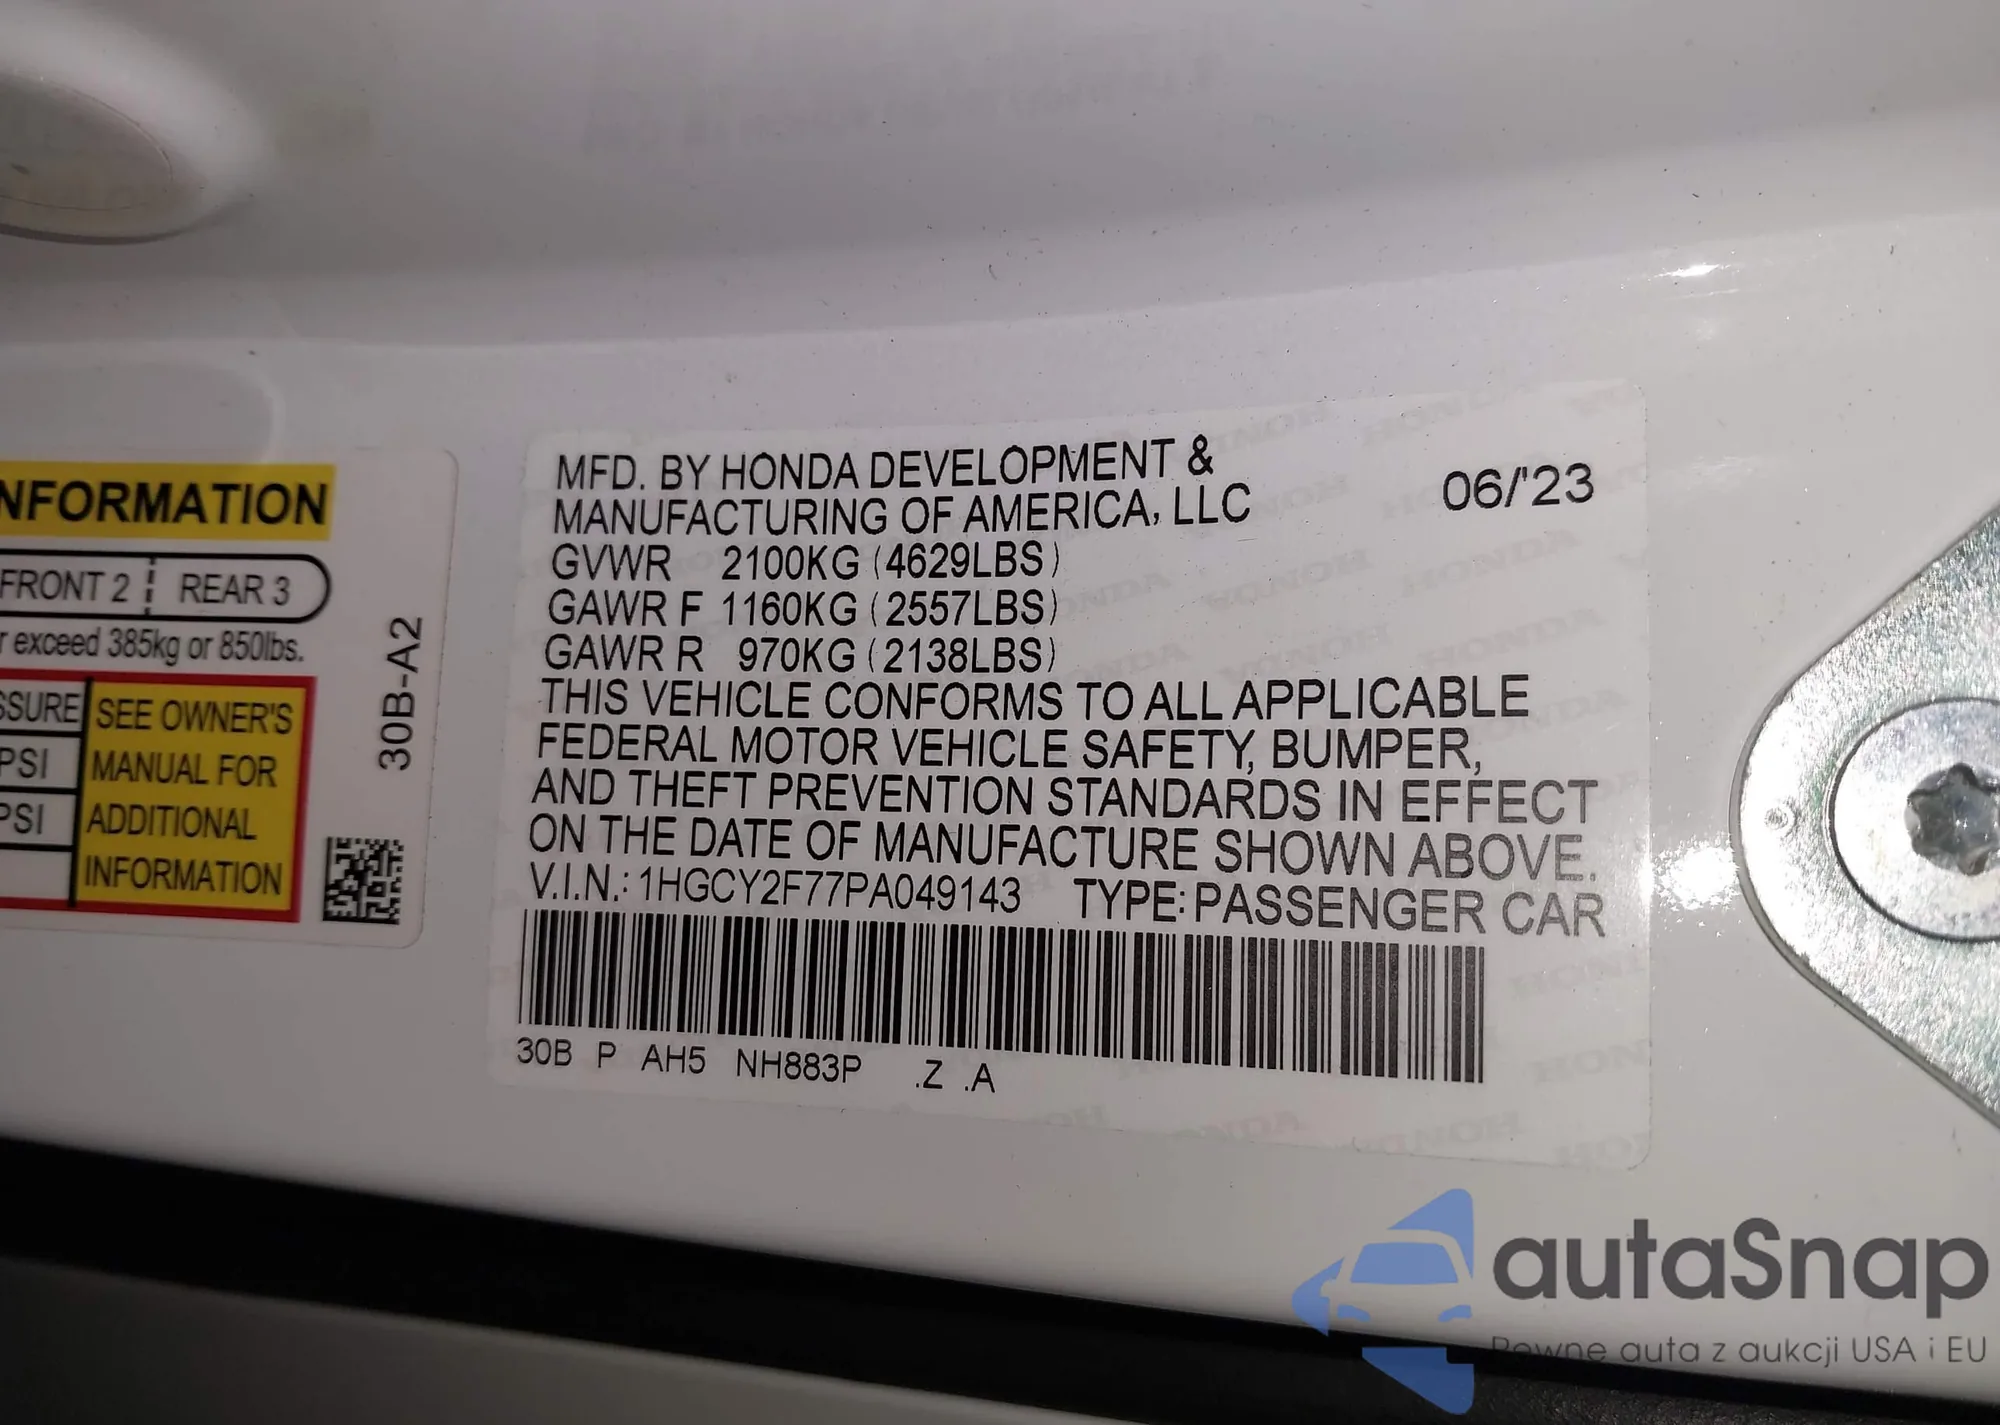 NFORMATION
FRONT 2 REAR 3
r exceed 385kg or 850lbs.
SSURE
PSI
PSI
SEE OWNER'S
MANUAL FOR
ADDITIONAL
INFORMATION
30B-A2
MFD. BY HONDA DEVELOPMENT &
MANUFACTURING OF AMERICA, LLC 06/'23
GVWR 2100KG (4629LBS)
GAWR F 1160KG (2557LBS)
GAWR R 970KG (2138LBS)
THIS VEHICLE CONFORMS TO ALL APPLICABLE
FEDERAL MOTOR VEHICLE SAFETY, BUMPER,
AND THEFT PREVENTION STANDARDS IN EFFECT
ON THE DATE OF MANUFACTURE SHOWN ABOVE.
V.I.N.: 1HGCY2F77PA049143 TYPE: PASSENGER CAR
30B P AH5 NH883P .Z .A
autaSnap
Pewne auta z aukcji USA i EU